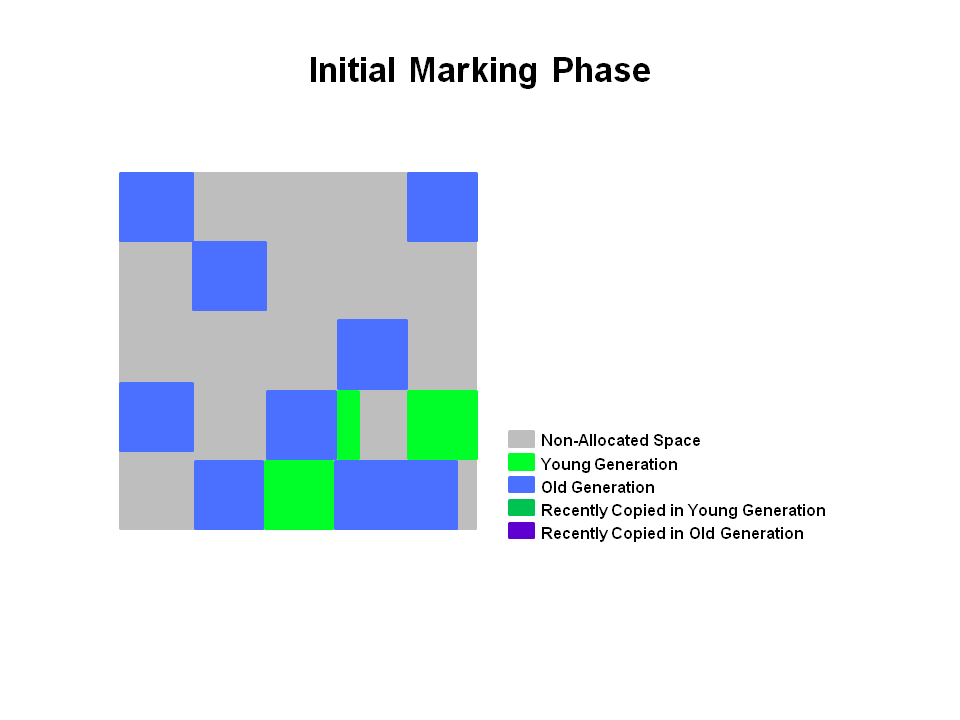 Initial Marking Phase
Non-Allocated Space
Young Generation
Old Generation
Recently Copied in Young Generation
Recently Copied in Old Generation